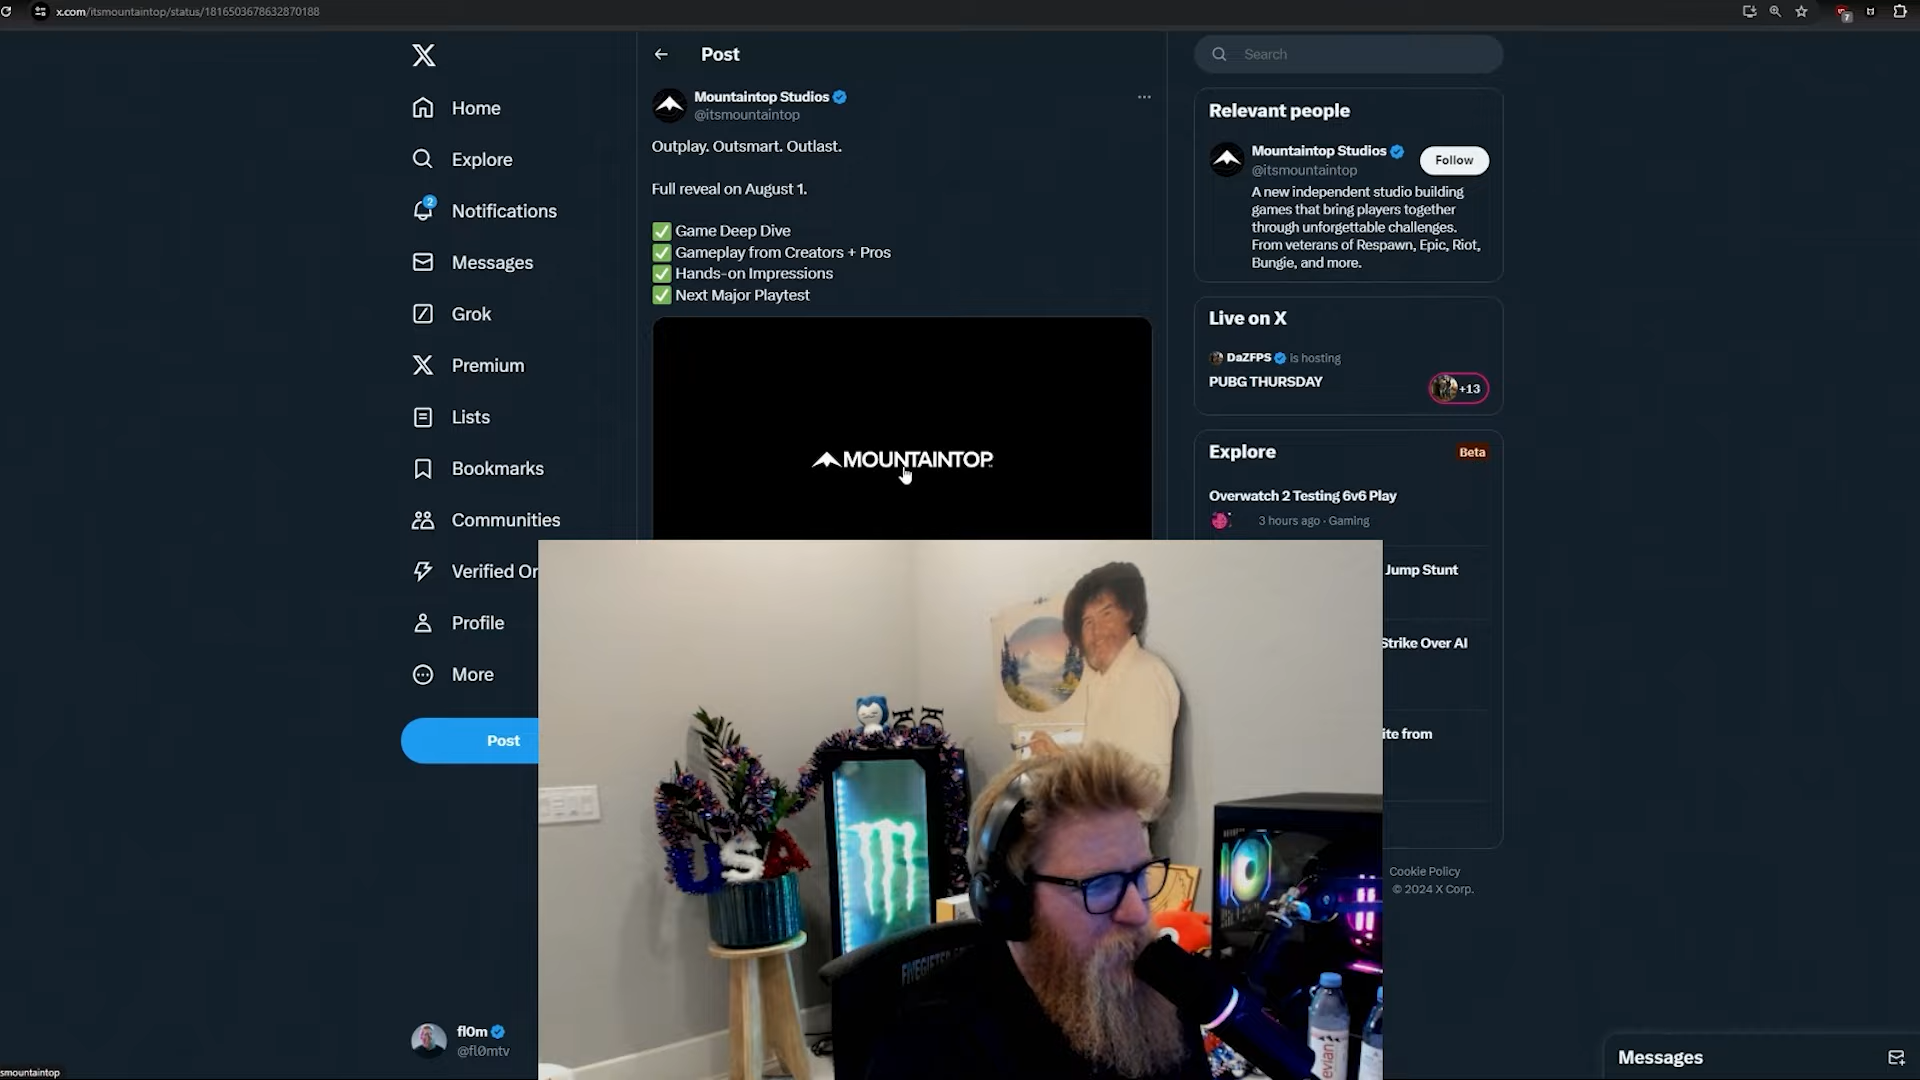 x.com/itsmountaintop/status/1816503678632870188
7
X
Home
Explore
2
Notifications
Messages
Grok
Premium
Lists
Bookmarks
Communities
Verified Or
Profile
More
Post
fl0m
@fl0mtv
smountaintop
Post
Mountaintop Studios
@itsmountaintop
Outplay. Outsmart. Outlast.
Full reveal on August 1.
✅ Game Deep Dive
✅ Gameplay from Creators + Pros
✅ Hands-on Impressions
✅ Next Major Playtest
MOUNTAINTOP
Search
Relevant people
Mountaintop Studios
@itsmountaintop
Follow
A new independent studio building
games that bring players together
through unforgettable challenges.
From veterans of Respawn, Epic, Riot,
Bungie, and more.
Live on X
DaZFPS is hosting
PUBG THURSDAY
+13
Explore
Beta
Overwatch 2 Testing 6v6 Play
3 hours ago · Gaming
Jump Stunt
Strike Over AI
ite from
Cookie Policy
© 2024 X Corp.
Messages
USA
evian